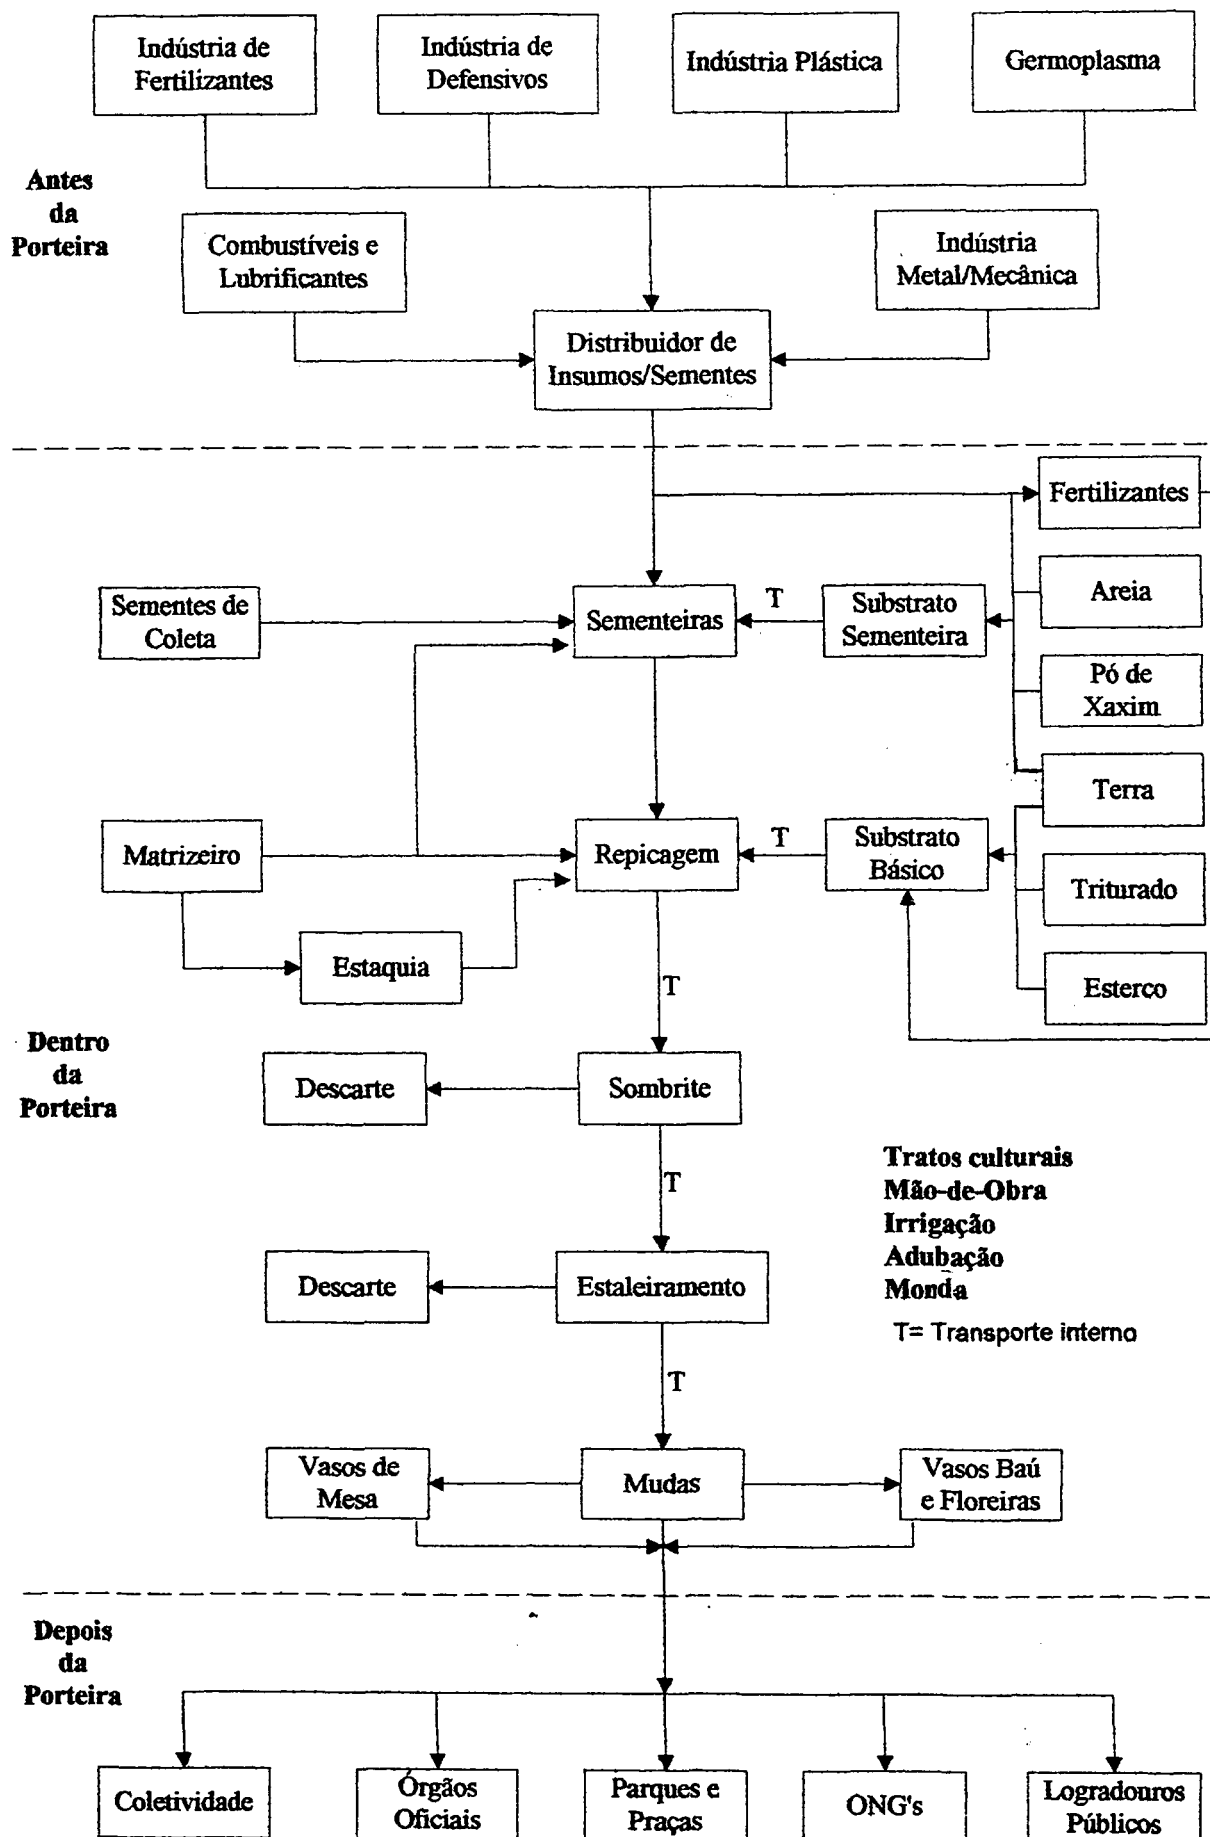 Indústria de
Fertilizantes
Indústria de
Defensivos
Indústria Plástica
Germoplasma
Antes
da
Porteira
Combustíveis e
Lubrificantes
Indústria
Metal/Mecânica
Distribuidor de
Insumos/Sementes
Fertilizantes
Sementes de
Coleta
Sementeiras
T
Substrato
Sementeira
Areia
Pó de
Xaxim
Terra
Matrizeiro
Repicagem
T
Substrato
Básico
Triturado
Estaquia
T
Esterco
Dentro
da
Porteira
Descarte
Sombrite
T
Tratos culturais
Mão-de-Obra
Irrigação
Adubação
Monda
T= Transporte interno
Descarte
Estaleiramento
T
Vasos de
Mesa
Mudas
Vasos Baú
e Floreiras
Depois
da
Porteira
Coletividade
Órgãos
Oficiais
Parques e
Praças
ONG's
Logradouros
Públicos